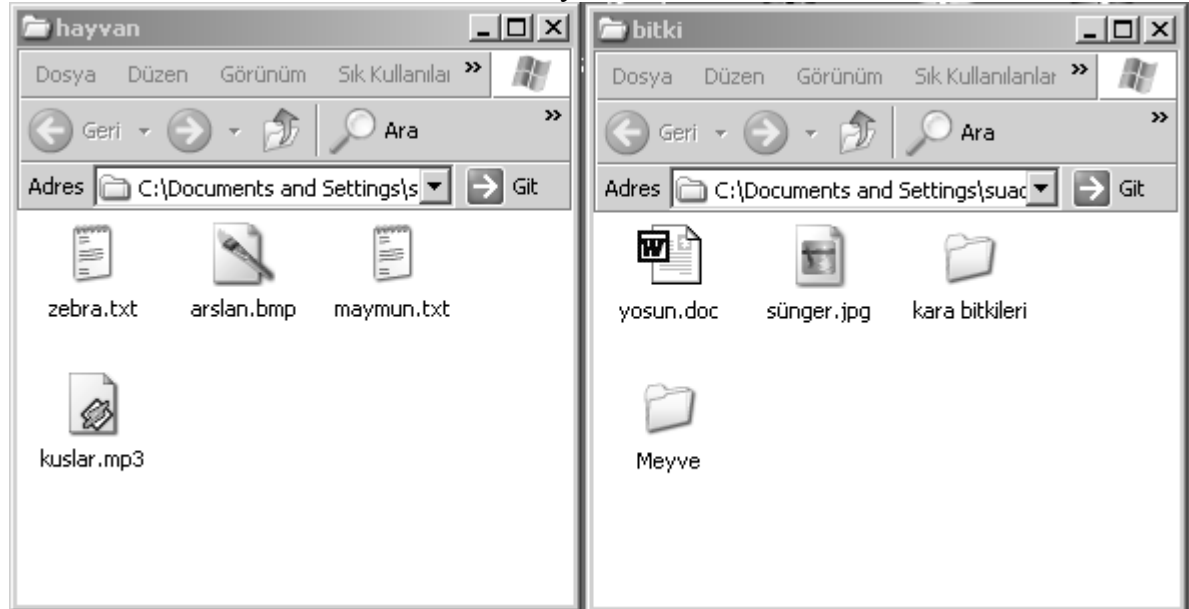 hayvan
Dosya Düzen Görünüm Sık Kullanılar »
Geri Ara »
Adres C:\Documents and Settings\s Git
zebra.txt arslan.bmp maymun.txt
kuslar.mp3
bitki
Dosya Düzen Görünüm Sık Kullanılanlar »
Geri Ara »
Adres C:\Documents and Settings\suac Git
yosun.doc sünger.jpg kara bitkileri
Meyve